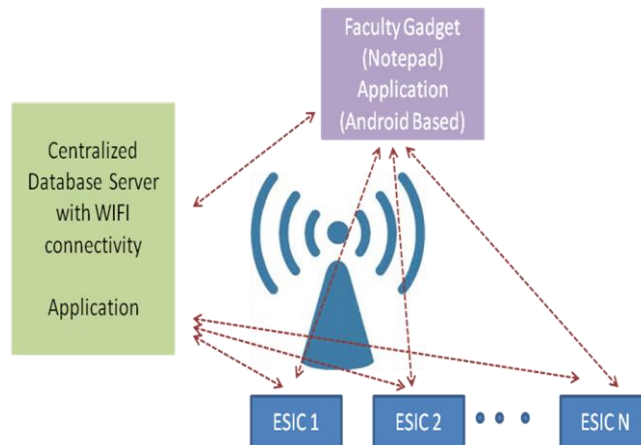 Faculty Gadget
(Notepad)
Application
(Android Based)
Centralized
Database Server
with WIFI
connectivity
Application
ESIC 1
ESIC 2
ESIC N